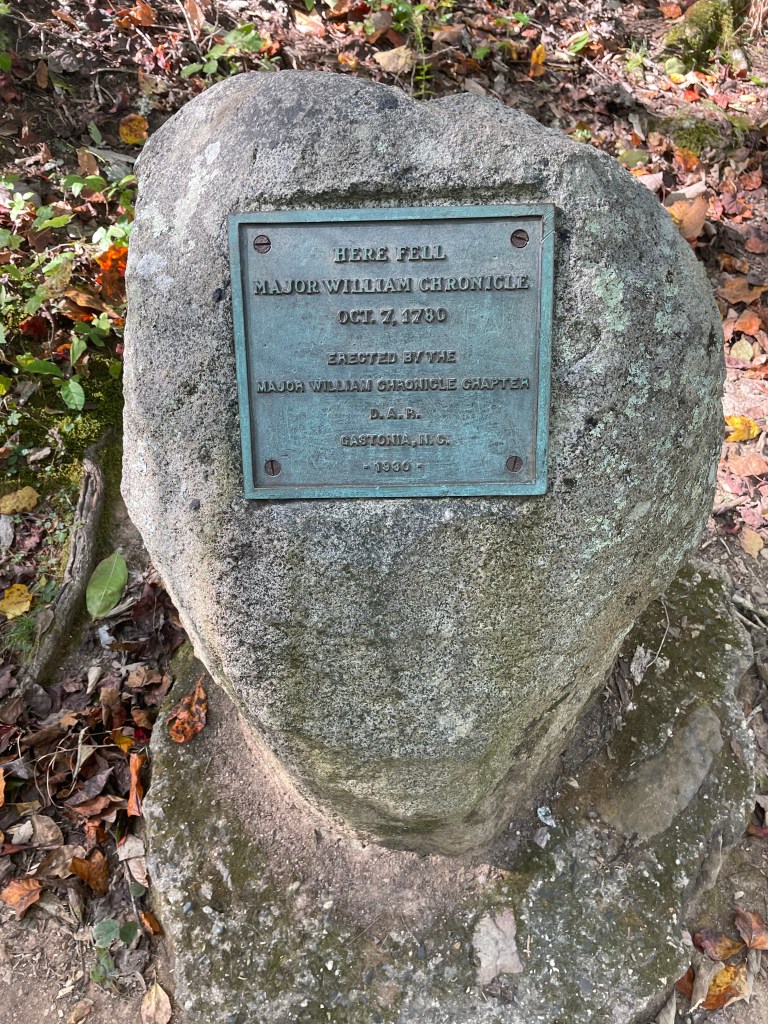 HERE FELL
MAJOR WILLIAM CHRONICLE
OCT. 7, 1780
ERECTED BY THE
MAJOR WILLIAM CHRONICLE CHAPTER
D. A. R.
GASTONIA, N. C.
- 1930 -